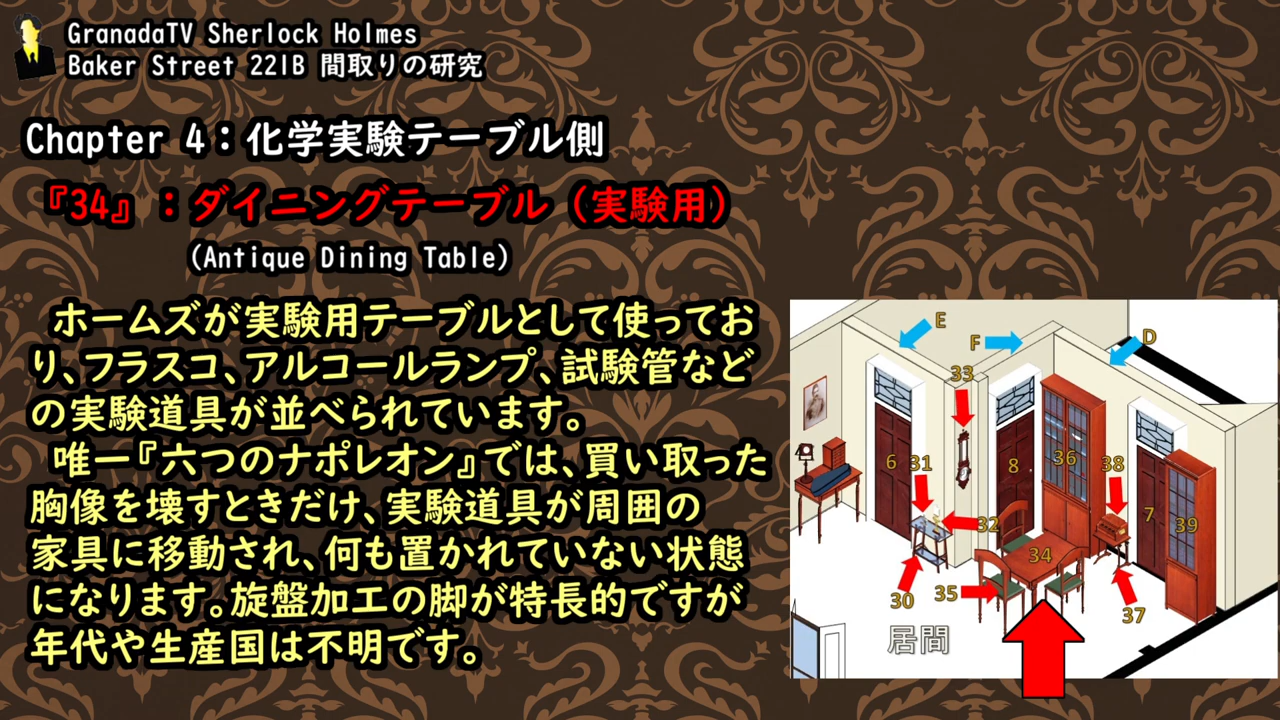 GranadaTV Sherlock Holmes
Baker Street 221B 間取りの研究
Chapter 4：化学実験テーブル側
『34』：ダイニングテーブル（実験用）
(Antique Dining Table)
ホームズが実験用テーブルとして使ってお
り、フラスコ、アルコールランプ、試験管など
の実験道具が並べられています。
唯一『六つのナポレオン』では、買い取った
胸像を壊すときだけ、実験道具が周囲の
家具に移動され、何も置かれていない状態
になります。旋盤加工の脚が特長的ですが
年代や生産国は不明です。
E
F
D
33
6
31
8
36
38
7
39
32
34
30
35
37
居間